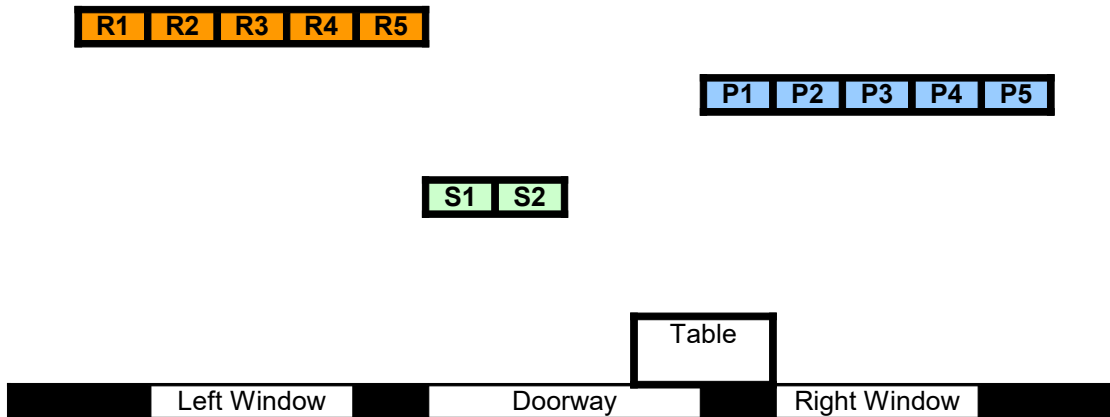 R1 R2 R3 R4 R5
P1 P2 P3 P4 P5
S1 S2
Table
Left Window Doorway Right Window